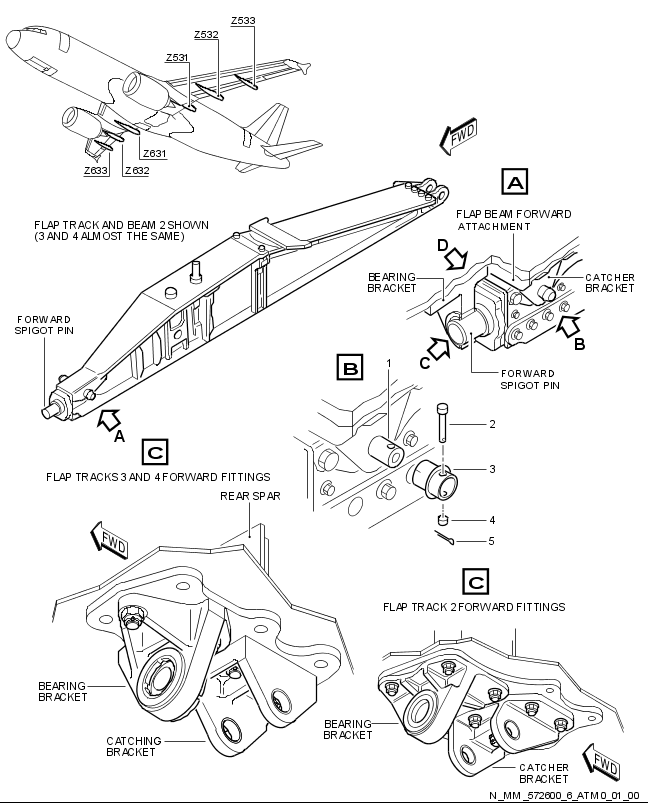 Z533
Z532
Z531
Z631
Z633
Z632
FWD
FLAP TRACK AND BEAM 2 SHOWN
(3 AND 4 ALMOST THE SAME)
FORWARD
SPIGOT PIN
A
A
FLAP BEAM FORWARD
ATTACHMENT
D
BEARING
BRACKET
CATCHER
BRACKET
C
B
FORWARD
SPIGOT PIN
B
1
2
3
4
5
C
FLAP TRACKS 3 AND 4 FORWARD FITTINGS
REAR SPAR
FWD
BEARING
BRACKET
CATCHING
BRACKET
C
FLAP TRACK 2 FORWARD FITTINGS
BEARING
BRACKET
CATCHER
BRACKET
FWD
N_MM_572600_6_ATM0_01_00